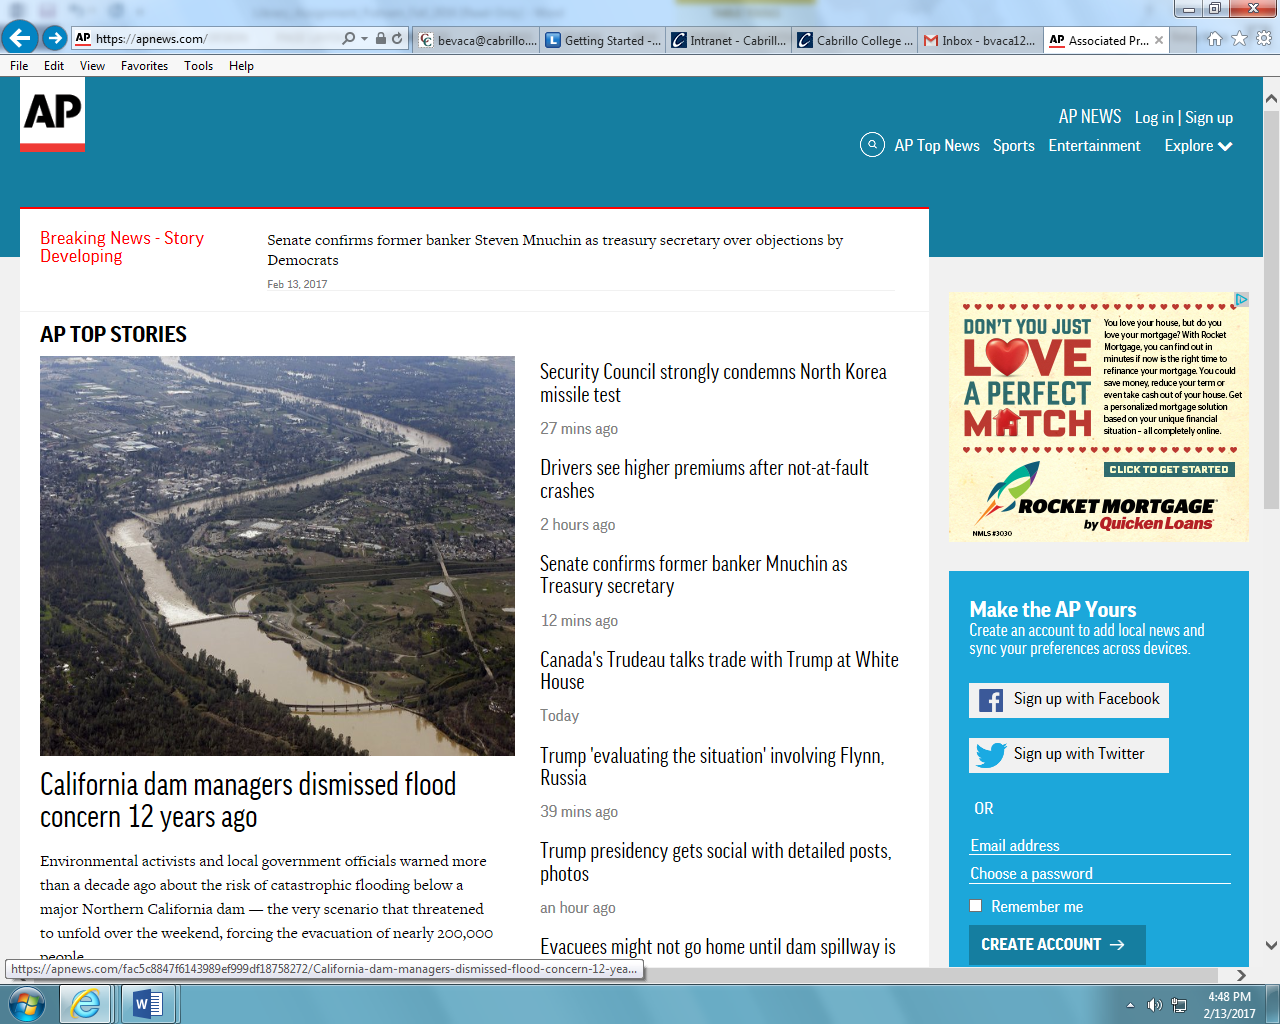 https://apnews.com/
bevaca@cabrillo....
Getting Started -...
Intranet - Cabrill...
Cabrillo College ...
Inbox - bvaca12...
AP Associated Pr...
File Edit View Favorites Tools Help
AP
AP NEWS Log in | Sign up
AP Top News Sports Entertainment Explore
Breaking News - Story
Developing
Senate confirms former banker Steven Mnuchin as treasury secretary over objections by
Democrats
Feb 13, 2017
AP TOP STORIES
California dam managers dismissed flood
concern 12 years ago
Environmental activists and local government officials warned more
than a decade ago about the risk of catastrophic flooding below a
major Northern California dam — the very scenario that threatened
to unfold over the weekend, forcing the evacuation of nearly 200,000
people
Security Council strongly condemns North Korea
missile test
27 mins ago
Drivers see higher premiums after not-at-fault
crashes
2 hours ago
Senate confirms former banker Mnuchin as
Treasury secretary
12 mins ago
Canada's Trudeau talks trade with Trump at White
House
Today
Trump 'evaluating the situation' involving Flynn,
Russia
39 mins ago
Trump presidency gets social with detailed posts,
photos
an hour ago
Evacuees might not go home until dam spillway is
DON'T YOU JUST
LOVE
A PERFECT
MATCH
You love your house, but do you
love your mortgage? With Rocket
Mortgage, you can find out in
minutes if now is the right time to
refinance your mortgage. You could
save money, reduce your term or
even take cash out of your house. Get
a personalized mortgage solution
based on your unique financial
situation – all completely online.
CLICK TO GET STARTED
ROCKET MORTGAGE
by Quicken Loans
NMLS #3030
Make the AP Yours
Create an account to add local news and
sync your preferences across devices.
Sign up with Facebook
Sign up with Twitter
OR
Email address
Choose a password
Remember me
CREATE ACCOUNT →
https://apnews.com/fac5c8847f6143989ef999df18758272/California-dam-managers-dismissed-flood-concern-12-yea...
4:48 PM
2/13/2017